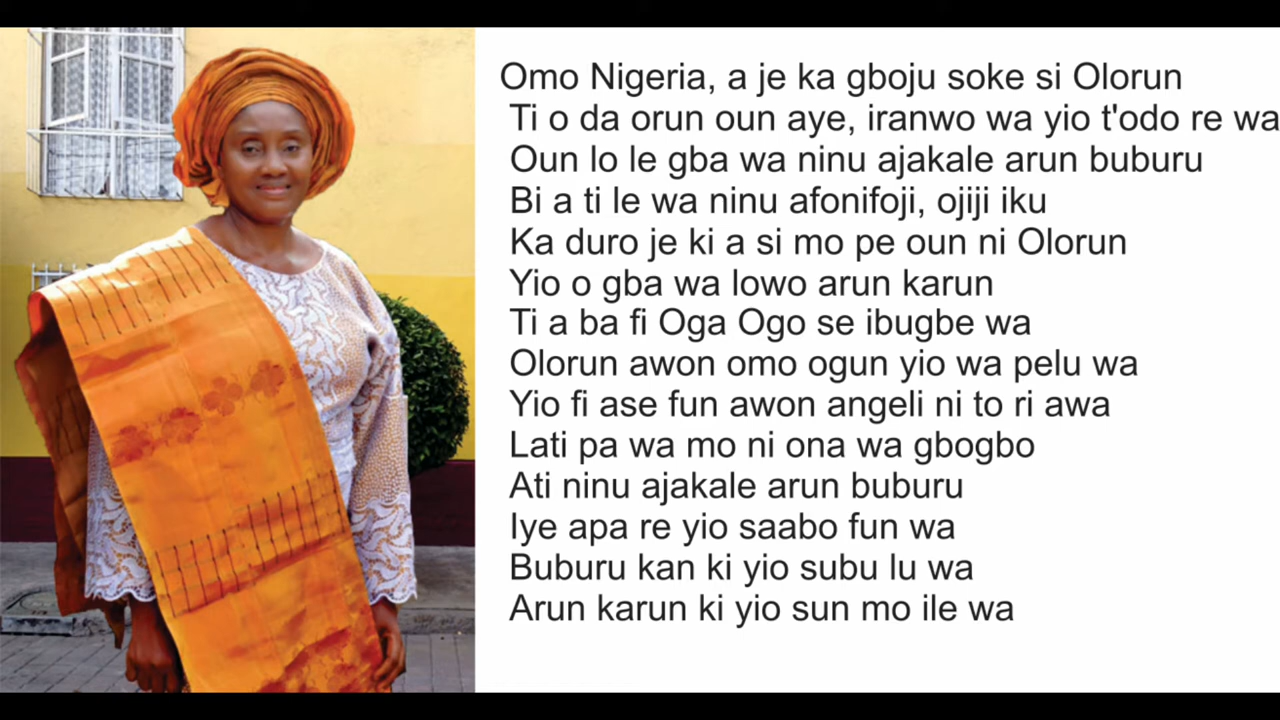 Omo Nigeria, a je ka gboju soke si Olorun
Ti o da orun oun aye, iranwo wa yio t'odo re wa
Oun lo le gba wa ninu ajakale arun buburu
Bi a ti le wa ninu afonifoji, ojiji iku
Ka duro je ki a si mo pe oun ni Olorun
Yio o gba wa lowo arun karun
Ti a ba fi Oga Ogo se ibugbe wa
Olorun awon omo ogun yio wa pelu wa
Yio fi ase fun awon angeli ni to ri awa
Lati pa wa mo ni ona wa gbogbo
Ati ninu ajakale arun buburu
Iye apa re yio saabo fun wa
Buburu kan ki yio subu lu wa
Arun karun ki yio sun mo ile wa